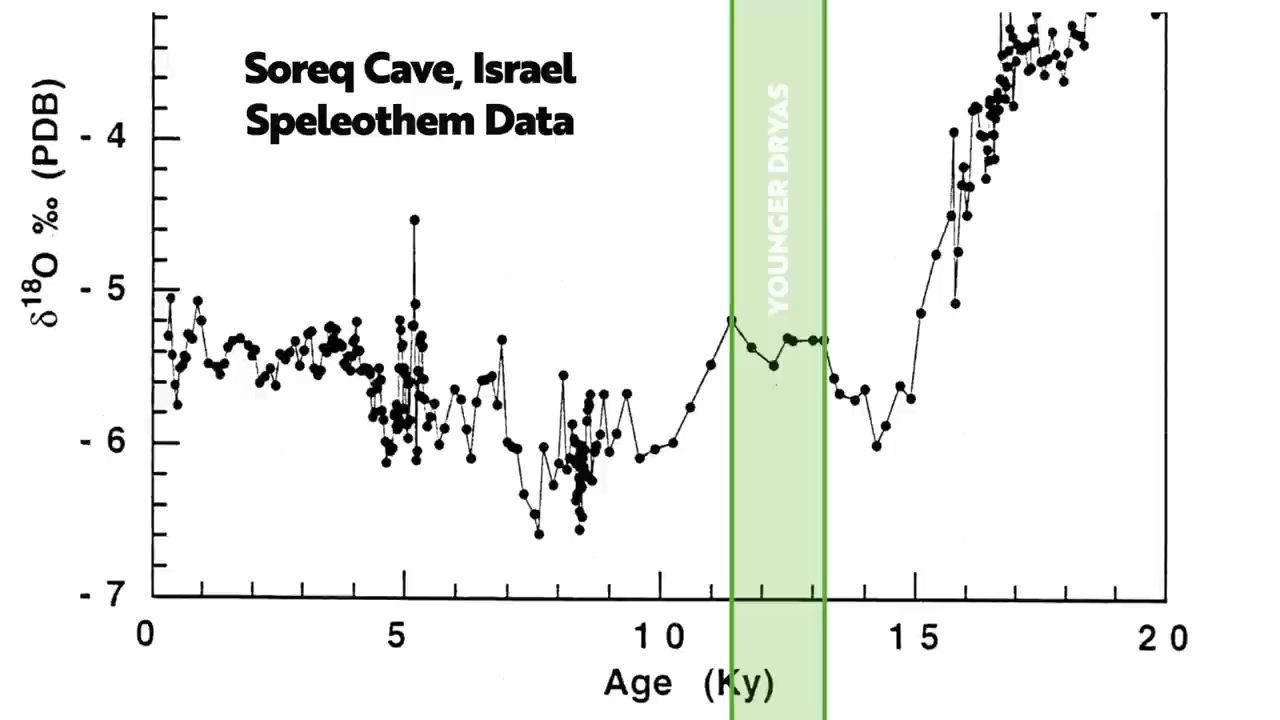 Soreq Cave, Israel
Speleothem Data
YOUNGER DRYAS
δ18O ‰ (PDB)
- 4
- 5
- 6
- 7
0 5 10 15 20
Age (Ky)